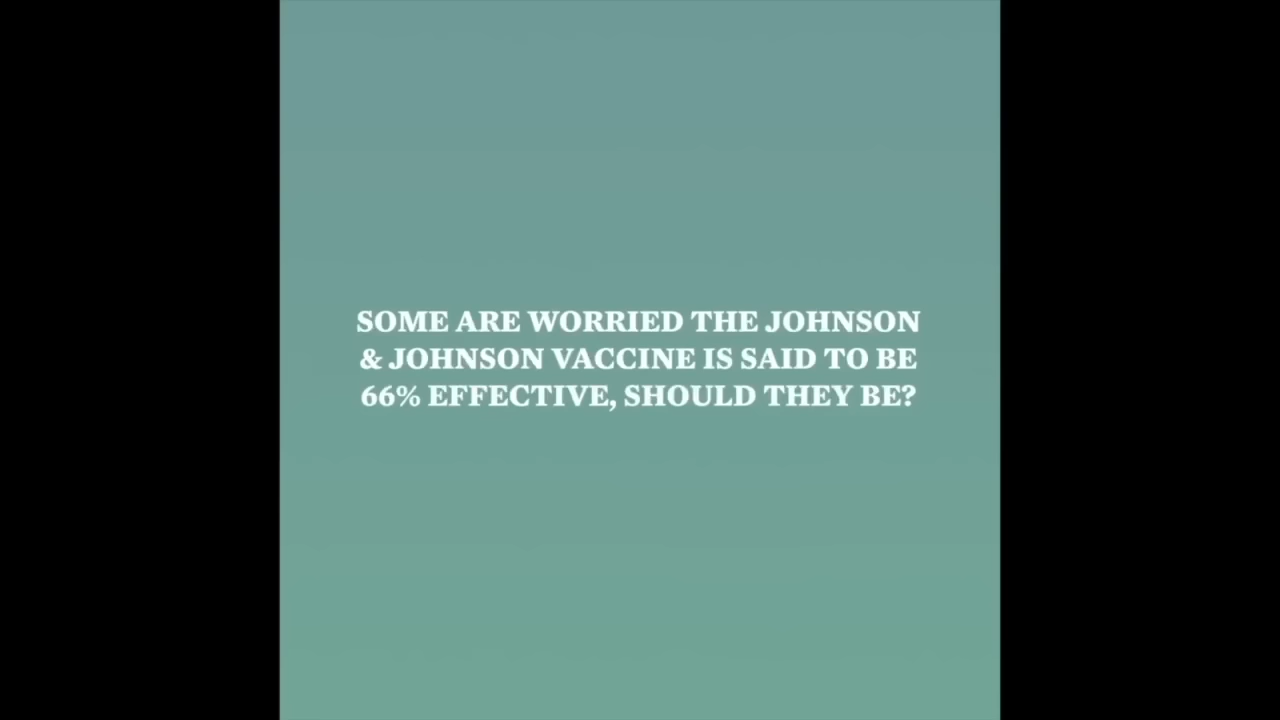 SOME ARE WORRIED THE JOHNSON
& JOHNSON VACCINE IS SAID TO BE
66% EFFECTIVE, SHOULD THEY BE?